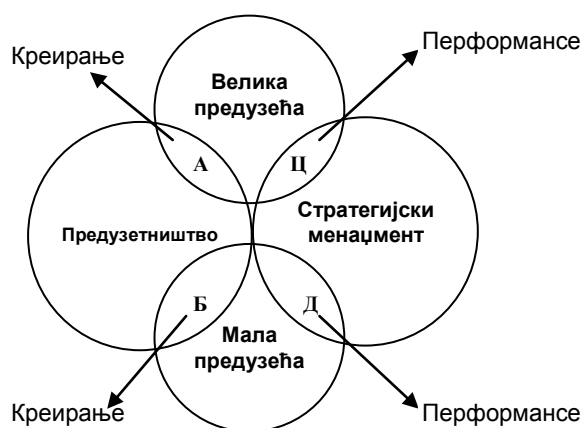 Креирање
Перформансе
Велика
предузећа
А
Ц
Предузетништво
Стратегијски
менаџмент
Б
Д
Мала
предузећа
Креирање
Перформансе